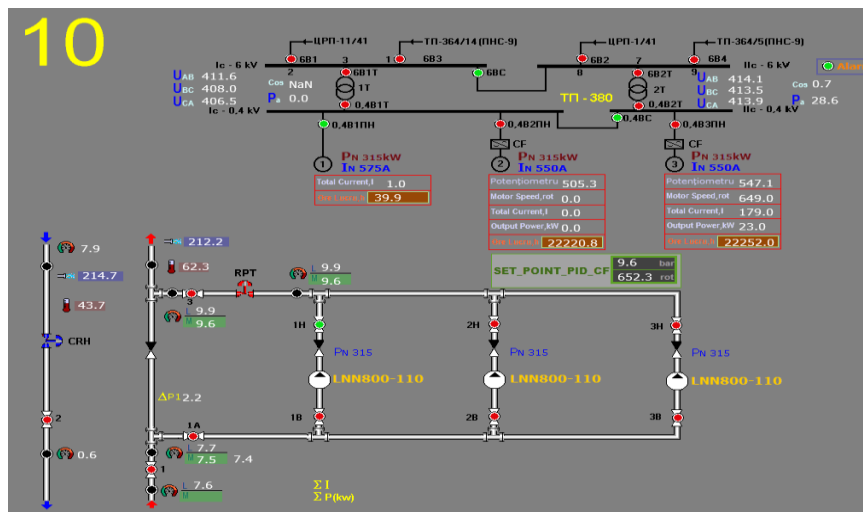 10
ЦРП-11/41
ТП-364/14(ПНС-9)
ЦРП-1/41
ТП-364/5(ПНС-9)
Ic - 6 kV
6В1
3
1
6В3
6В2
7
6В4
IIc - 6 kV
2
6В1Т
6ВС
8
6В2Т
9
Alarm
UAB 411.6
Cos NaN
1T
2T
UAB 414.1
Cos 0.7
UBC 408.0
Pa 0.0
ТП - 380
UBC 413.5
Pa 28.6
UCA 406.5
0,4В1Т
0,4В2Т
UCA 413.9
Ic - 0,4 kV
IIc - 0,4 kV
0,4В1ПН
0,4В2ПН
0,4ВС
0,4В3ПН
CF
CF
1
PN 315kW
IN 575A
2
PN 315kW
IN 550A
3
PN 315kW
IN 550A
Total Current,I 1.0
39.9
Potențiometru 505.3
Motor Speed,rot 0.0
Total Current,I 0.0
Output Power,kW 0.0
22220.8
Potențiometru 547.1
Motor Speed,rot 649.0
Total Current,I 179.0
Output Power,kW 23.0
22252.0
7.9
212.2
214.7
62.3
43.7
RPT
L 9.9
M 9.6
SET_POINT_PID_CF
9.6 bar
652.3 rot
3
L 9.9
M 9.6
1H
2H
3H
CRH
PN 315
PN 315
PN 315
LNN800-110
LNN800-110
LNN800-110
ΔP1 2.2
2
1A
1B
2B
3B
0.6
L 7.7
M 7.5
7.4
1
L 7.6
M
Σ I
Σ P(kw)